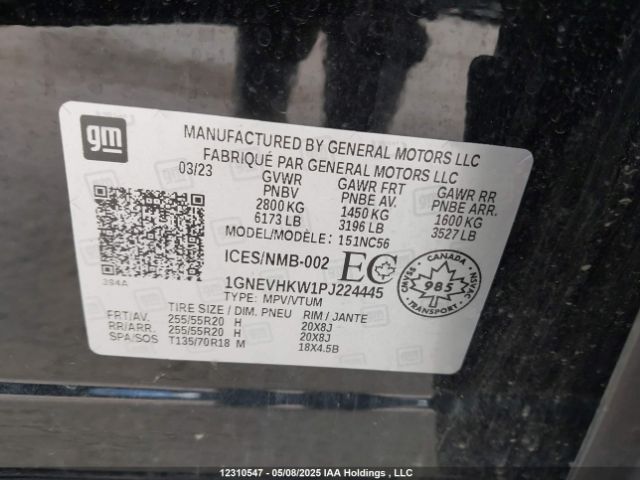 gm
MANUFACTURED BY GENERAL MOTORS LLC
FABRIQUÉ PAR GENERAL MOTORS LLC
03/23 GVWR GAWR FRT GAWR RR
PNBV PNBE AV. PNBE ARR.
2800 KG 1450 KG 1600 KG
6173 LB 3196 LB 3527 LB
MODEL/MODÈLE: 151NC56
ICES/NMB-002 EC
CMVSS 985 NSVAC
394A
1GNEVHKW1PJ224445
TYPE: MPV/VTUM
TIRE SIZE / DIM. PNEU RIM / JANTE
FRT/AV. 255/55R20 H 20X8J
RR/ARR. 255/55R20 H 20X8J
SPA/SOS T135/70R18 M 18X4.5B
12310547 - 05/08/2025 IAA Holdings , LLC